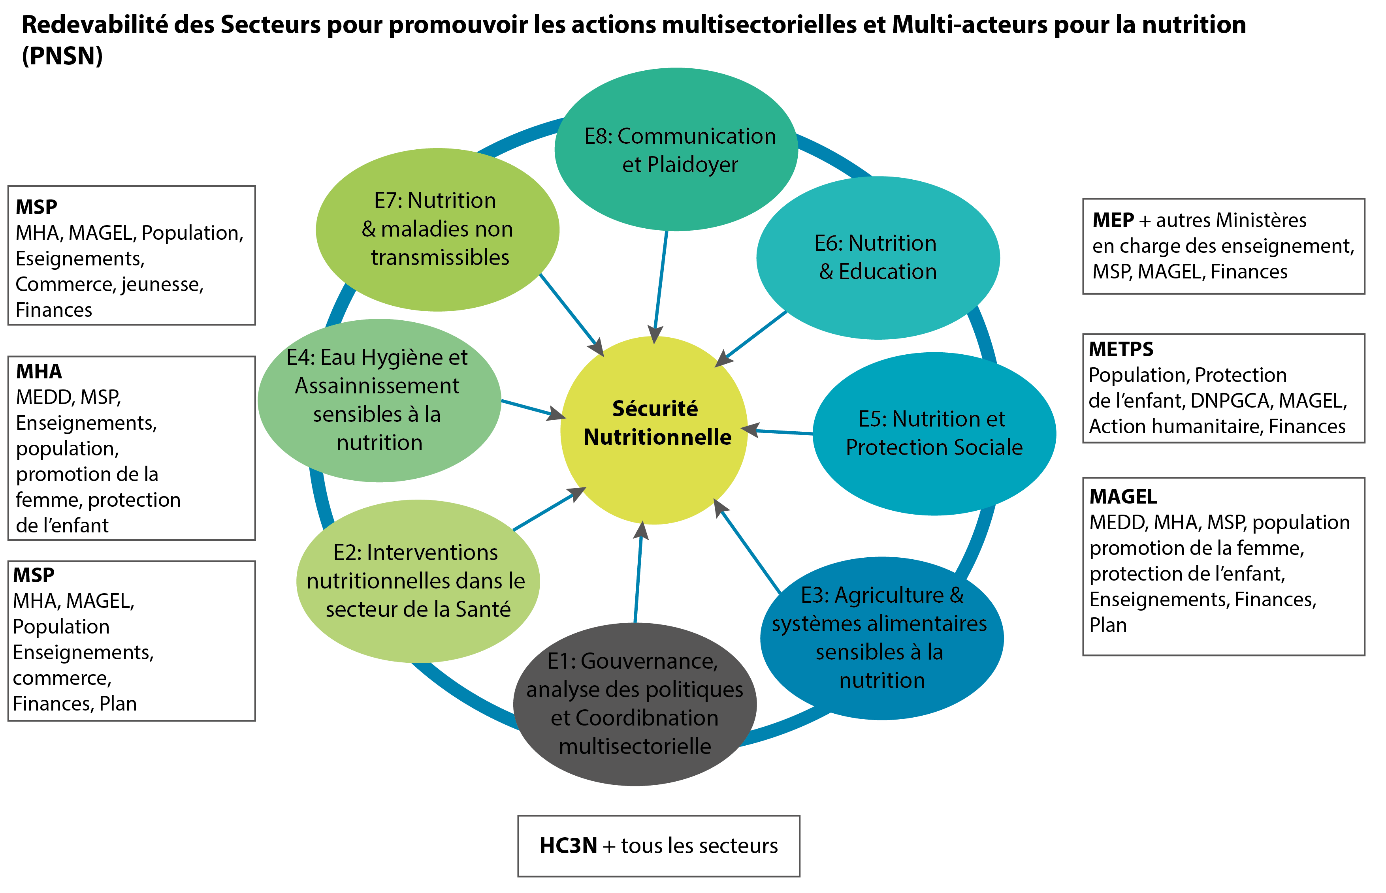 Redevabilité des Secteurs pour promouvoir les actions multisectorielles et Multi-acteurs pour la nutrition
(PNSN)
E8: Communication
et Plaidoyer
E7: Nutrition
& maladies non
transmissibles
E6: Nutrition
& Education
E4: Eau Hygiène et
Assainnissement
sensibles à la
nutrition
Sécurité
Nutritionnelle
E5: Nutrition et
Protection Sociale
E2: Interventions
nutritionnelles dans le
secteur de la Santé
E3: Agriculture &
systèmes alimentaires
sensibles à la
nutrition
E1: Gouvernance,
analyse des politiques
et Coordibnation
multisectorielle
MSP
MHA, MAGEL, Population,
Eseignements,
Commerce, jeunesse,
Finances
MHA
MEDD, MSP,
Enseignements,
population,
promotion de la
femme, protection
de l'enfant
MSP
MHA, MAGEL,
Population
Enseignements,
commerce,
Finances, Plan
MEP + autres Ministères
en charge des enseignement,
MSP, MAGEL, Finances
METPS
Population, Protection
de l'enfant, DNPGCA, MAGEL,
Action humanitaire, Finances
MAGEL
MEDD, MHA, MSP, population
promotion de la femme,
protection de l'enfant,
Enseignements, Finances,
Plan
HC3N + tous les secteurs